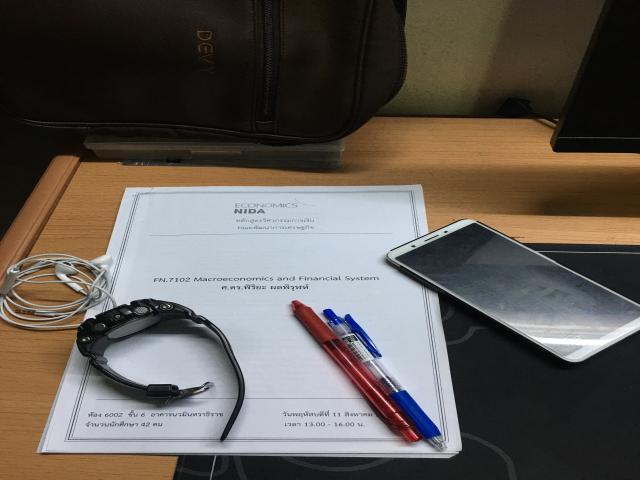 DEVY
ECONOMICS
NIDA
หลักสูตรวิศวกรรมการเงิน
คณะพัฒนาการเศรษฐกิจ
FN.7102 Macroeconomics and Financial System
ศ.ดร.พิริยะ ผลพิรุฬห์
ห้อง 6002 ชั้น 6 อาคารนวมินทราธิราช
จำนวนนักศึกษา 42 คน
วันพฤหัสบดีที่ 11 สิงหาคม
เวลา 13.00 - 16.00 น.